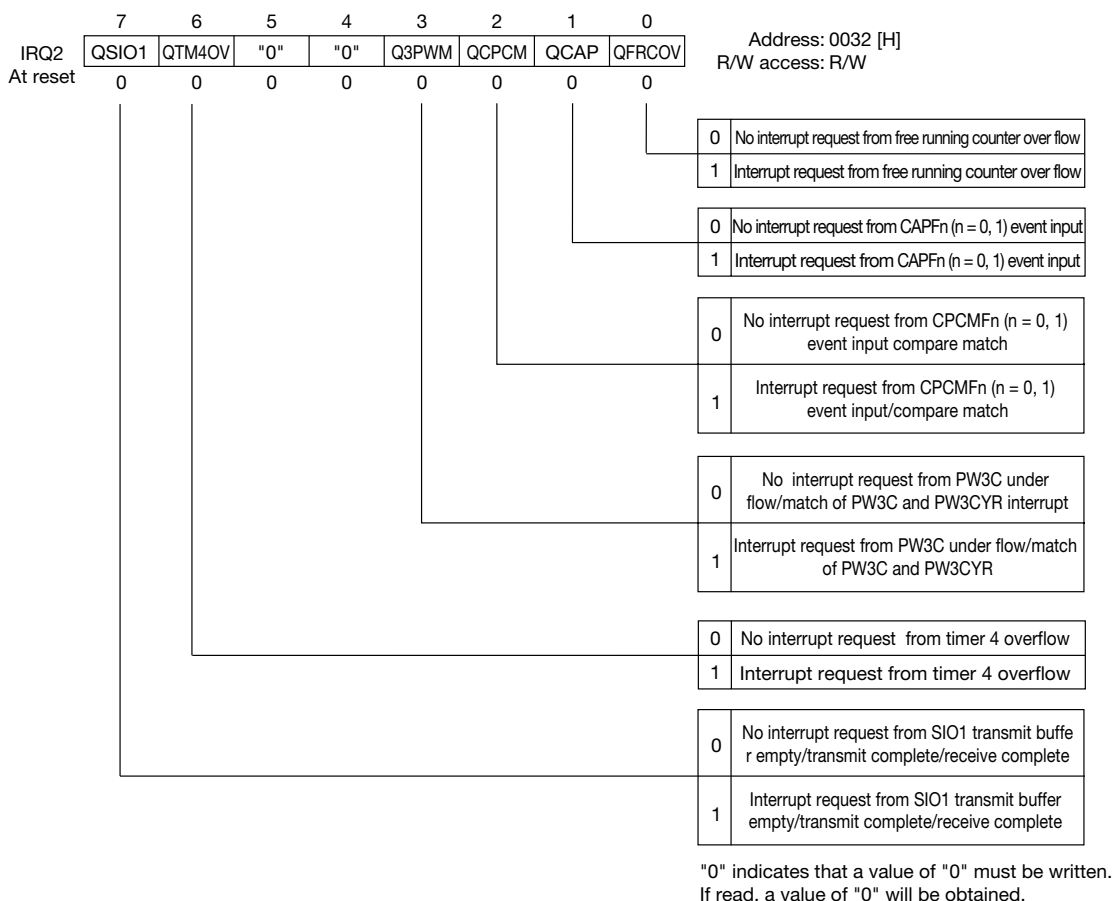 7 6 5 4 3 2 1 0
IRQ2 QSIO1 QTM4OV "0" "0" Q3PWM QCPCM QCAP QFRCOV
At reset 0 0 0 0 0 0 0 0
Address: 0032 [H]
R/W access: R/W
0 No interrupt request from free running counter over flow
1 Interrupt request from free running counter over flow
0 No interrupt request from CAPFn (n = 0, 1) event input
1 Interrupt request from CAPFn (n = 0, 1) event input
0 No interrupt request from CPCMFn (n = 0, 1)
event input compare match
1 Interrupt request from CPCMFn (n = 0, 1)
event input/compare match
0 No interrupt request from PW3C under
flow/match of PW3C and PW3CYR interrupt
1 Interrupt request from PW3C under flow/match
of PW3C and PW3CYR
0 No interrupt request from timer 4 overflow
1 Interrupt request from timer 4 overflow
0 No interrupt request from SIO1 transmit buffe
r empty/transmit complete/receive complete
1 Interrupt request from SIO1 transmit buffer
empty/transmit complete/receive complete
"0" indicates that a value of "0" must be written.
If read, a value of "0" will be obtained.